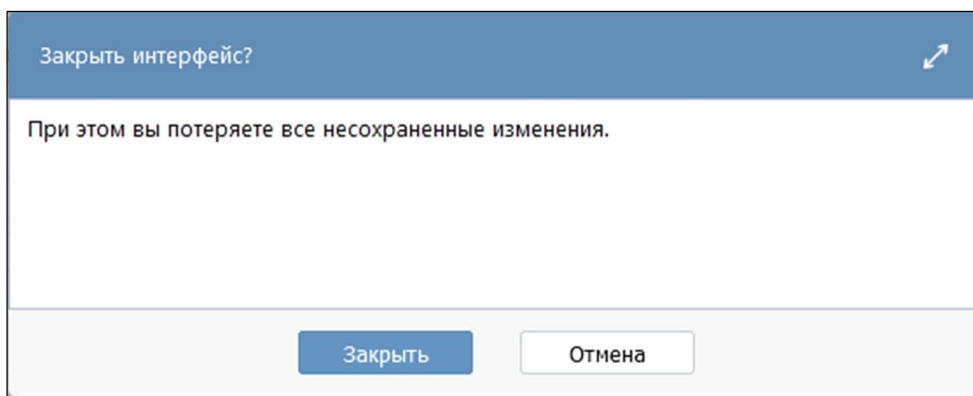 Закрыть интерфейс?
При этом вы потеряете все несохраненные изменения.
Закрыть
Отмена